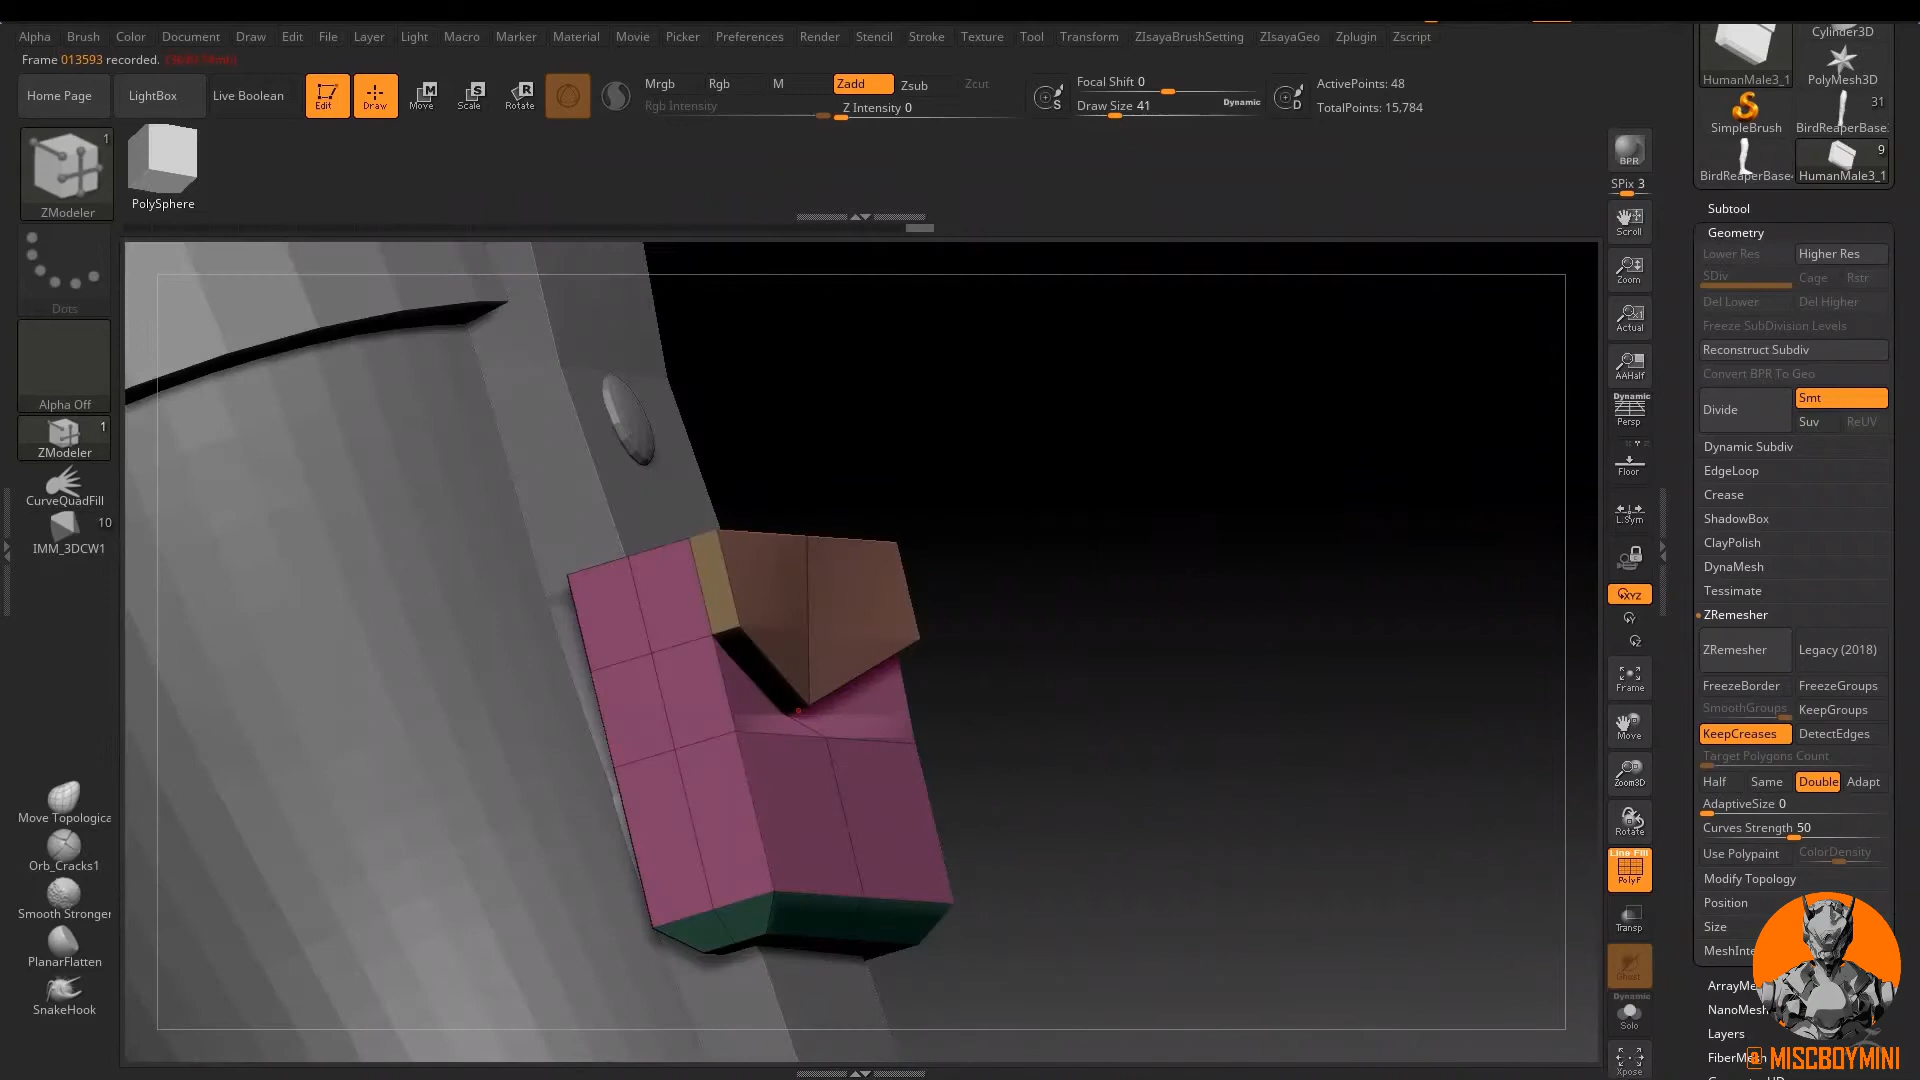 Alpha Brush Color Document Draw Edit File Layer Light Macro Marker Material Movie Picker Preferences Render Stencil Stroke Texture Tool Transform ZIsayaBrushSetting ZIsayaGeo Zplugin Zscript
Frame 013593 recorded.
Home Page
LightBox
Live Boolean
Edit
Draw
Move
Scale
Rotate
Mrgb Rgb M Zadd Zsub Zcut
Rgb Intensity
Z Intensity 0
Focal Shift 0
Draw Size 41
Dynamic
ActivePoints: 48
TotalPoints: 15,784
1
ZModeler
PolySphere
Dots
Alpha Off
1
ZModeler
CurveQuadFill
10
IMM_3DCW1
Move Topologica
Orb_Cracks1
Smooth Stronger
PlanarFlatten
SnakeHook
BPR
SPix 3
Scroll
Zoom
Actual
AAHalf
Dynamic
Persp
Floor
L.Sym
XYZ
Frame
Move
Zoom3D
Rotate
Line Fill
PolyF
Transp
Ghost
Dynamic
Solo
Xpose
HumanMale3_1
Cylinder3D
PolyMesh3D
SimpleBrush
31
BirdReaperBase
BirdReaperBase
9
HumanMale3_1
Subtool
Geometry
Lower Res Higher Res
SDiv Cage Rstr
Del Lower Del Higher
Freeze SubDivision Levels
Reconstruct Subdiv
Convert BPR To Geo
Divide Smt
Suv ReUV
Dynamic Subdiv
EdgeLoop
Crease
ShadowBox
ClayPolish
DynaMesh
Tessimate
ZRemesher
ZRemesher Legacy (2018)
FreezeBorder FreezeGroups
SmoothGroups KeepGroups
KeepCreases DetectEdges
Target Polygons Count
Half Same Double Adapt
AdaptiveSize 0
Curves Strength 50
Use Polypaint ColorDensity
Modify Topology
Position
Size
MeshInte
ArrayMe
NanoMesh
Layers
FiberMesh
MISCBOYMINI